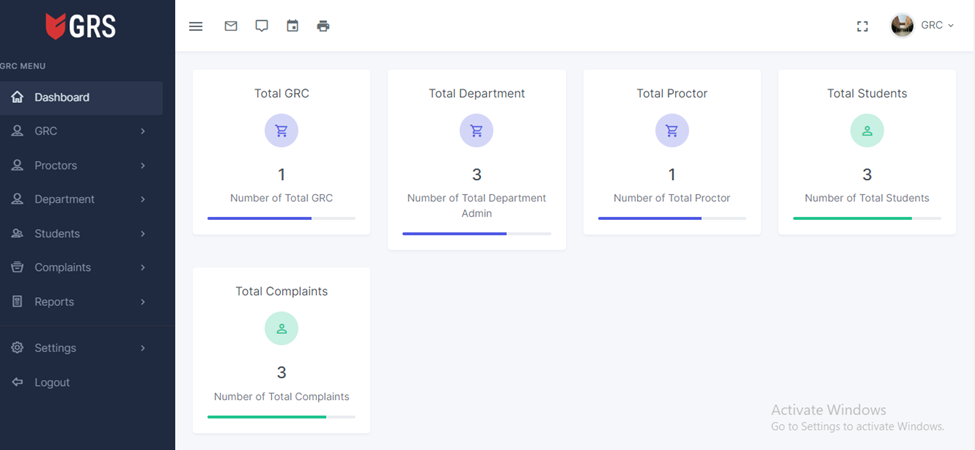 GRS
GRC
GRC MENU
Dashboard
GRC
Proctors
Department
Students
Complaints
Reports
Settings
Logout
Total GRC
1
Number of Total GRC
Total Department
3
Number of Total Department
Admin
Total Proctor
1
Number of Total Proctor
Total Students
3
Number of Total Students
Total Complaints
3
Number of Total Complaints
Activate Windows
Go to Settings to activate Windows.